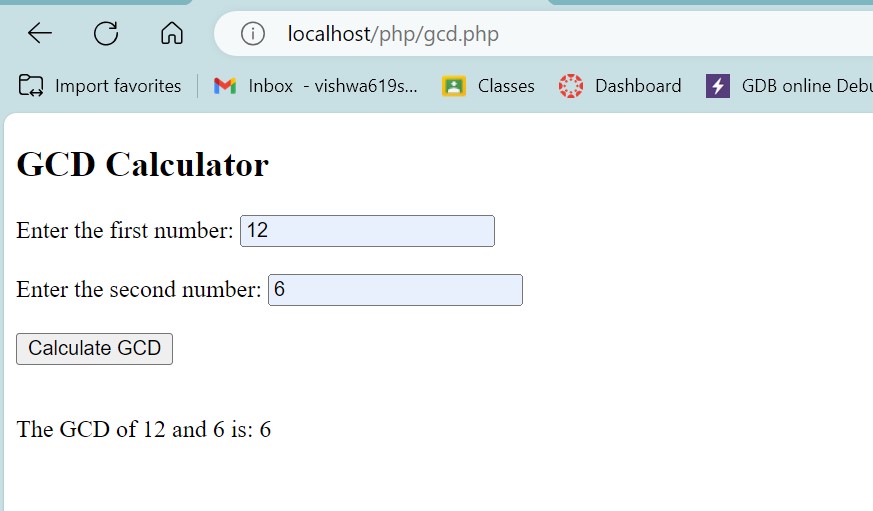 localhost/php/gcd.php
Import favorites Inbox - vishwa619s... Classes Dashboard GDB online Debu
GCD Calculator
Enter the first number: 12
Enter the second number: 6
Calculate GCD
The GCD of 12 and 6 is: 6